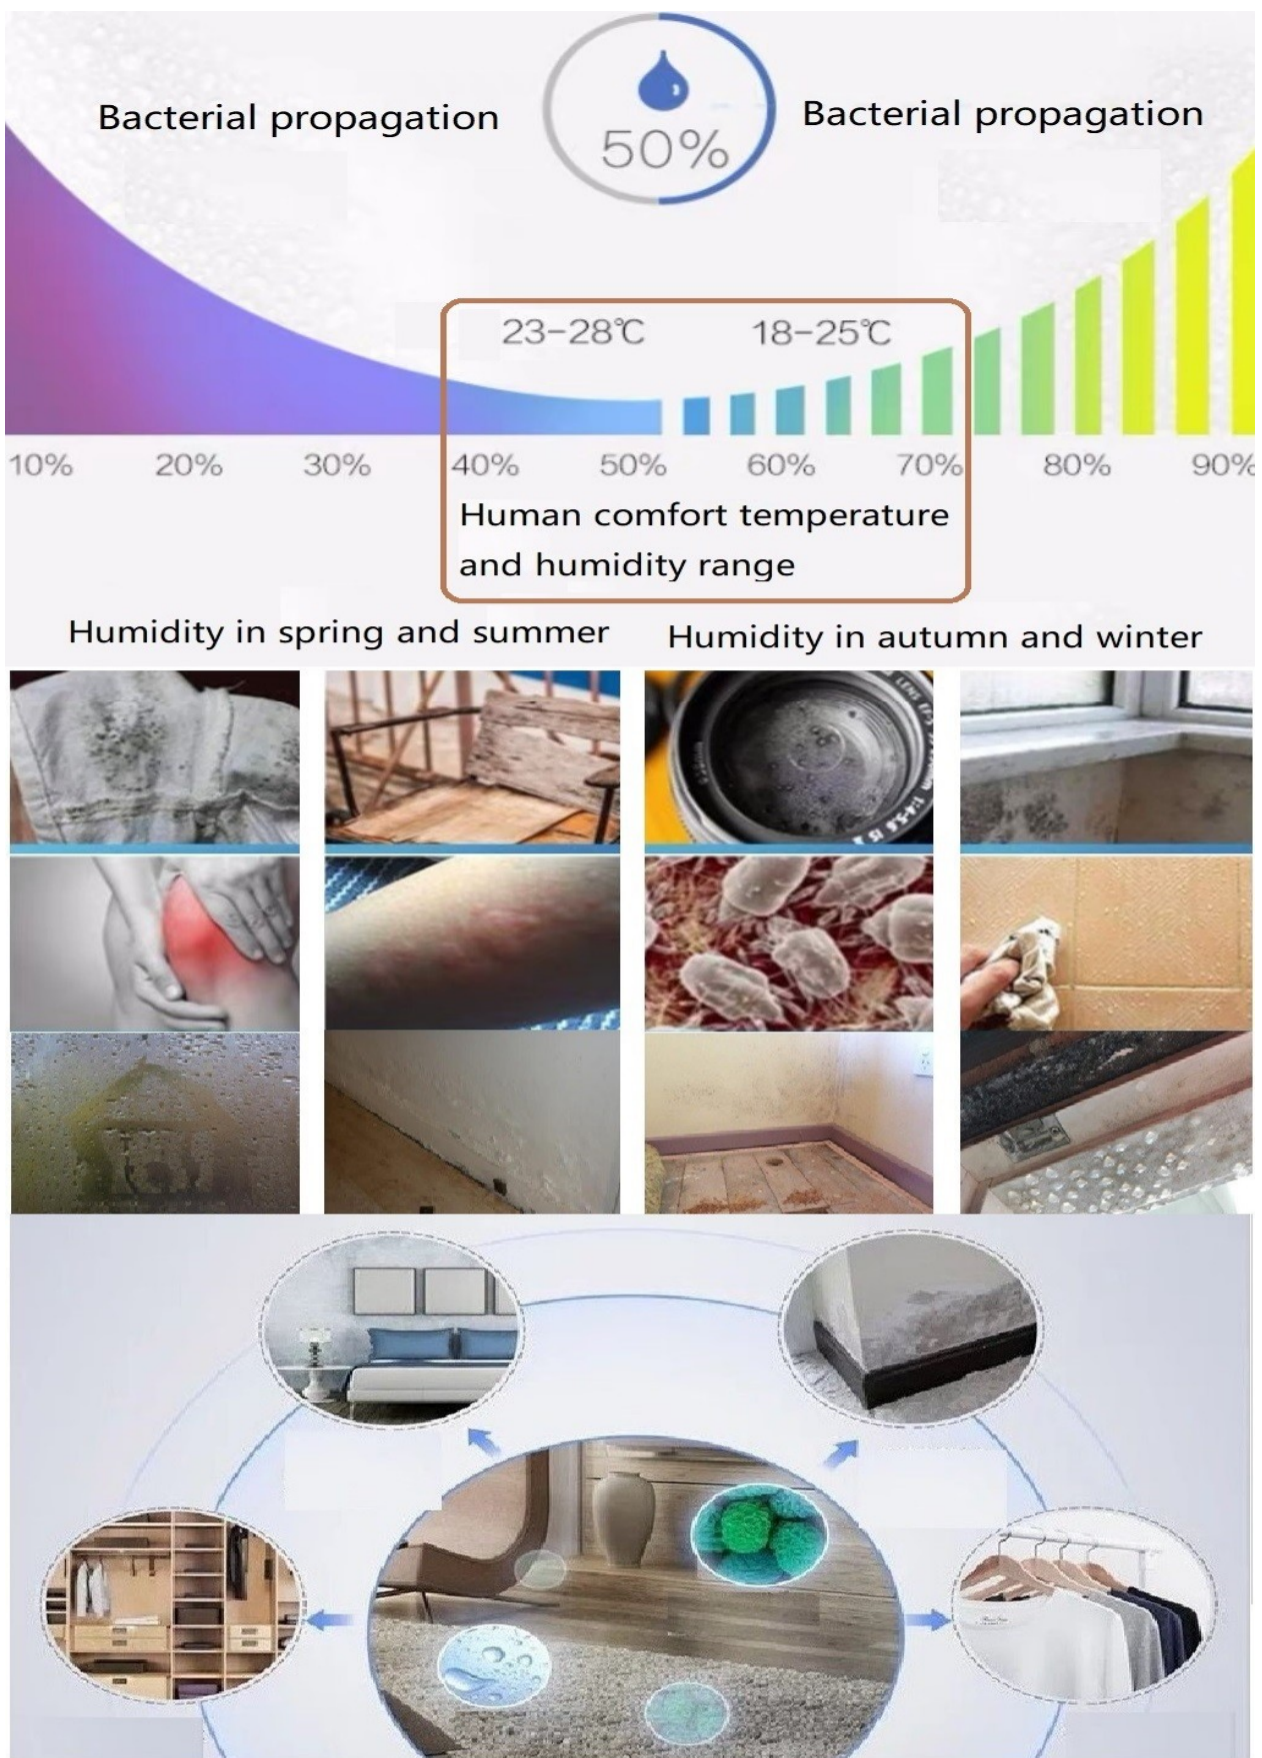 Bacterial propagation
50%
Bacterial propagation
23-28℃
18-25℃
10%
20%
30%
40%
50%
60%
70%
80%
90%
Human comfort temperature
and humidity range
Humidity in spring and summer
Humidity in autumn and winter